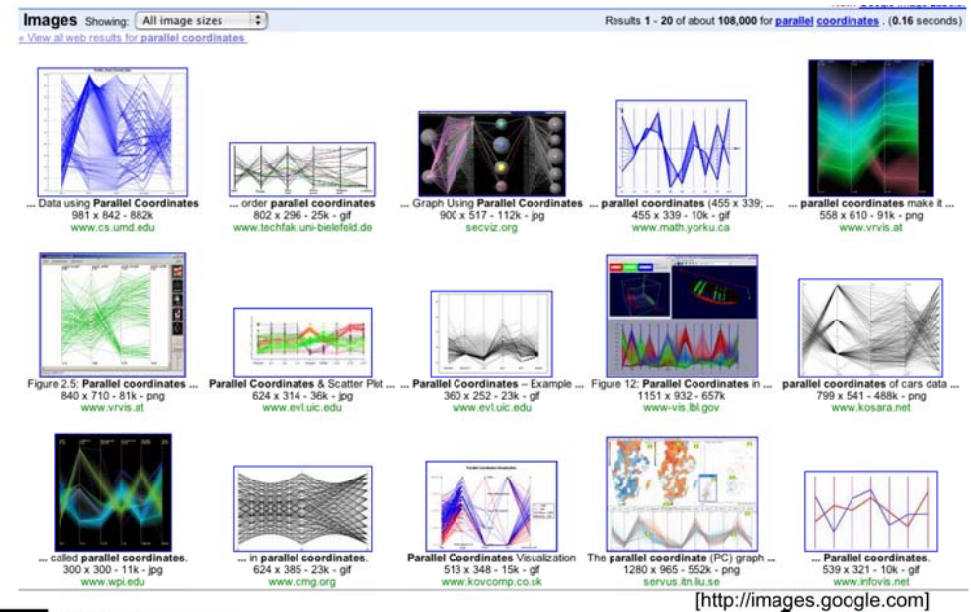 Images Showing: All image sizes
Results 1 - 20 of about 108,000 for parallel coordinates . (0.16 seconds)
« View all web results for parallel coordinates
... Data using Parallel Coordinates
981 x 842 - 882k
www.cs.umd.edu
... order parallel coordinates
802 x 296 - 25k - gif
www.techfak.uni-bielefeld.de
... Graph Using Parallel Coordinates
900 x 517 - 112k - jpg
secviz.org
... parallel coordinates (455 x 339; ...
455 x 339 - 10k - gif
www.math.yorku.ca
... parallel coordinates make it ...
558 x 610 - 91k - png
www.vrvis.at
Figure 2.5: Parallel coordinates ...
840 x 710 - 81k - png
www.vrvis.at
Parallel Coordinates & Scatter Plot ...
624 x 314 - 36k - jpg
www.evl.uic.edu
... Parallel Coordinates – Example ...
360 x 252 - 23k - gif
www.evl.uic.edu
Figure 12: Parallel Coordinates in ...
1151 x 932 - 657k
www-vis.lbl.gov
parallel coordinates of cars data ...
799 x 541 - 488k - png
www.kosara.net
... called parallel coordinates.
300 x 300 - 11k - jpg
www.wpi.edu
... in parallel coordinates.
624 x 385 - 23k - gif
www.cmg.org
Parallel Coordinates Visualization
Parallel Coordinates Visualization
513 x 348 - 15k - gif
www.kovcomp.co.uk
The parallel coordinate (PC) graph ...
1280 x 965 - 552k - png
servus.itn.liu.se
... Parallel coordinates.
539 x 321 - 10k - gif
www.infovis.net
[http://images.google.com]